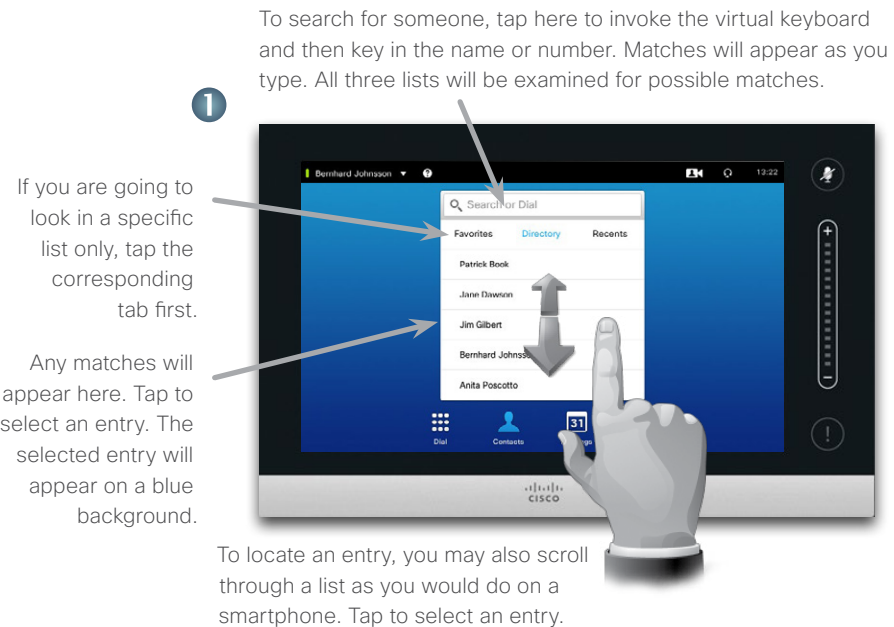 To search for someone, tap here to invoke the virtual keyboard
and then key in the name or number. Matches will appear as you
type. All three lists will be examined for possible matches.
1
If you are going to
look in a specific
list only, tap the
corresponding
tab first.
Any matches will
appear here. Tap to
select an entry. The
selected entry will
appear on a blue
background.
Bernhard Johnsson
?
13:22
Search or Dial
Favorites Directory Recents
Patrick Book
Jane Dawson
Jim Gilbert
Bernhard
Anita Poscotto
31
Dial Contacts
+
−
!
CISCO
To locate an entry, you may also scroll
through a list as you would do on a
smartphone. Tap to select an entry.